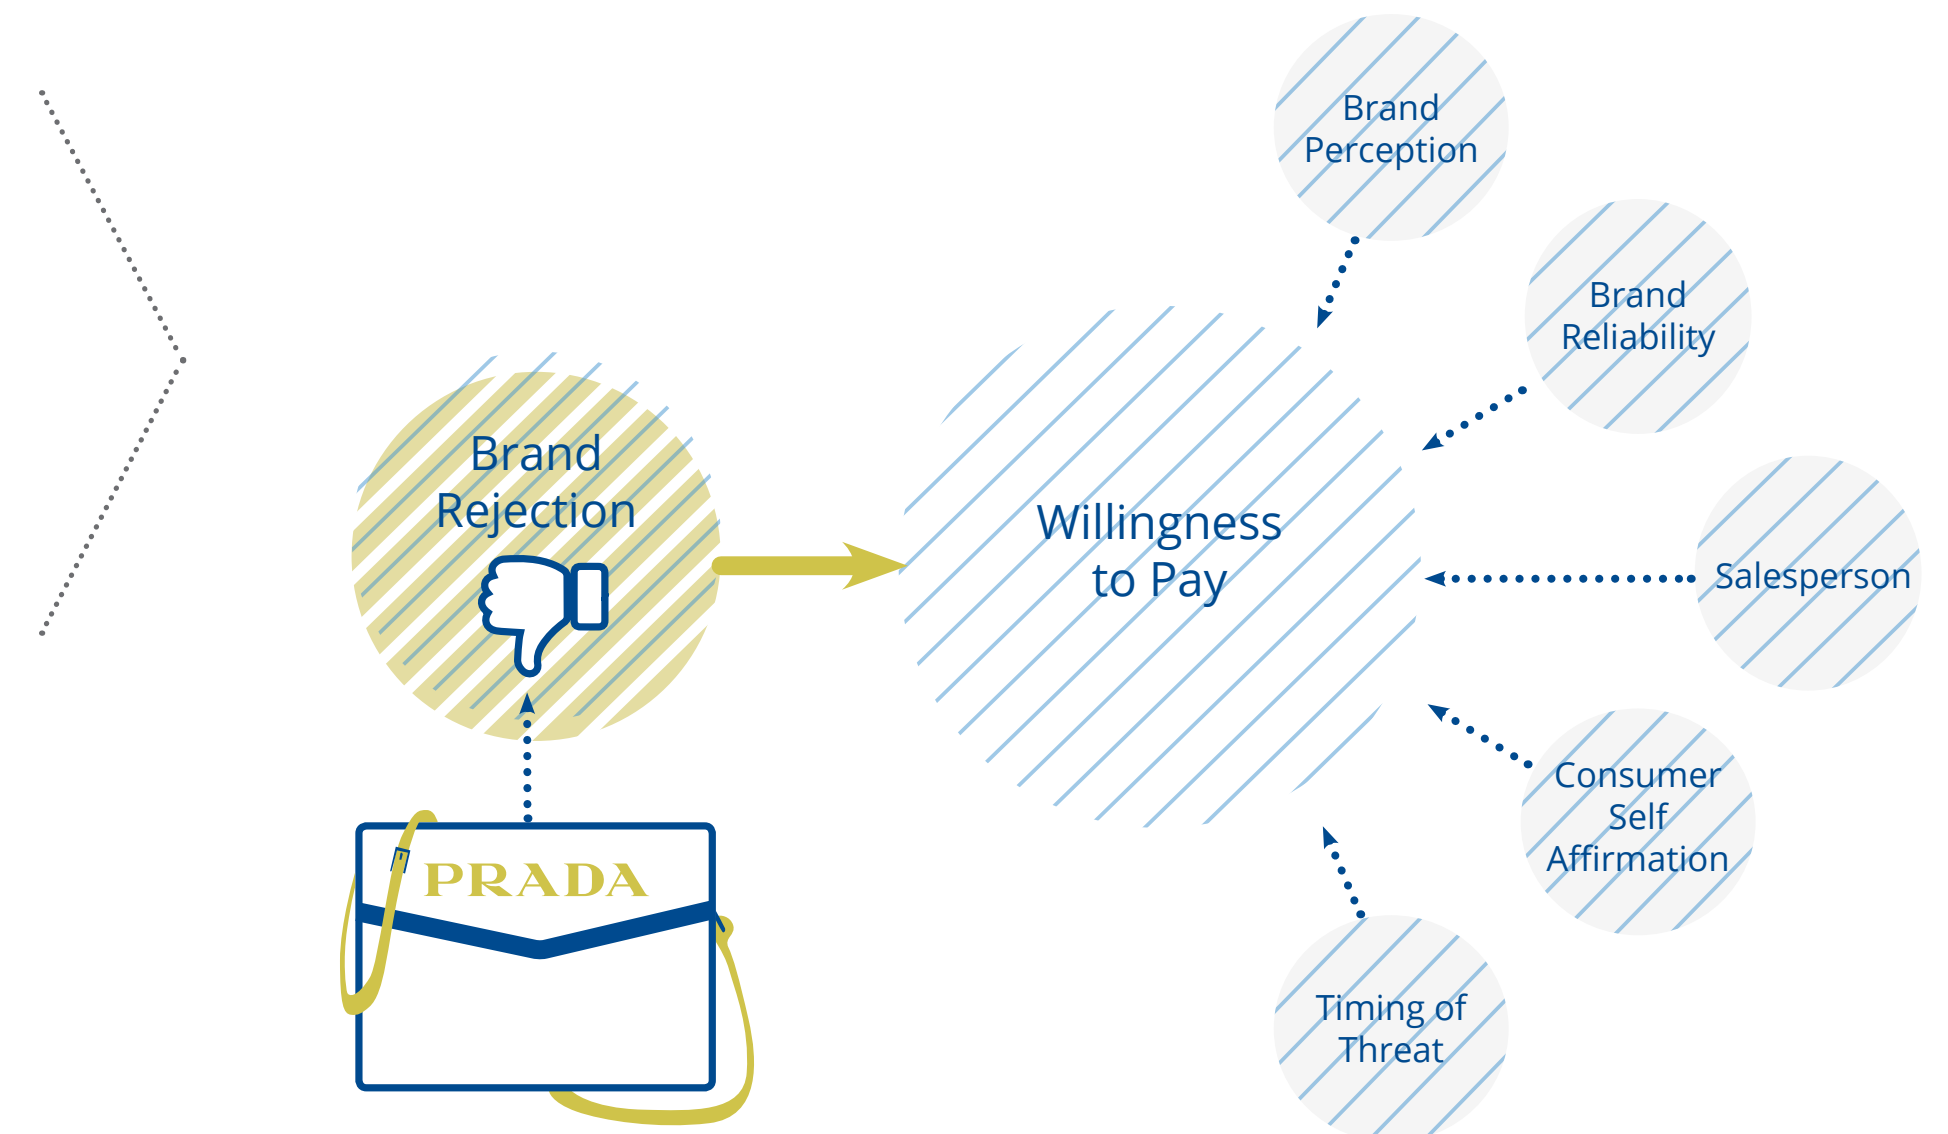 Brand
Perception
Brand
Reliability
Brand
Rejection
Willingness
to Pay
Salesperson
Consumer
Self
Affirmation
PRADA
Timing of
Threat